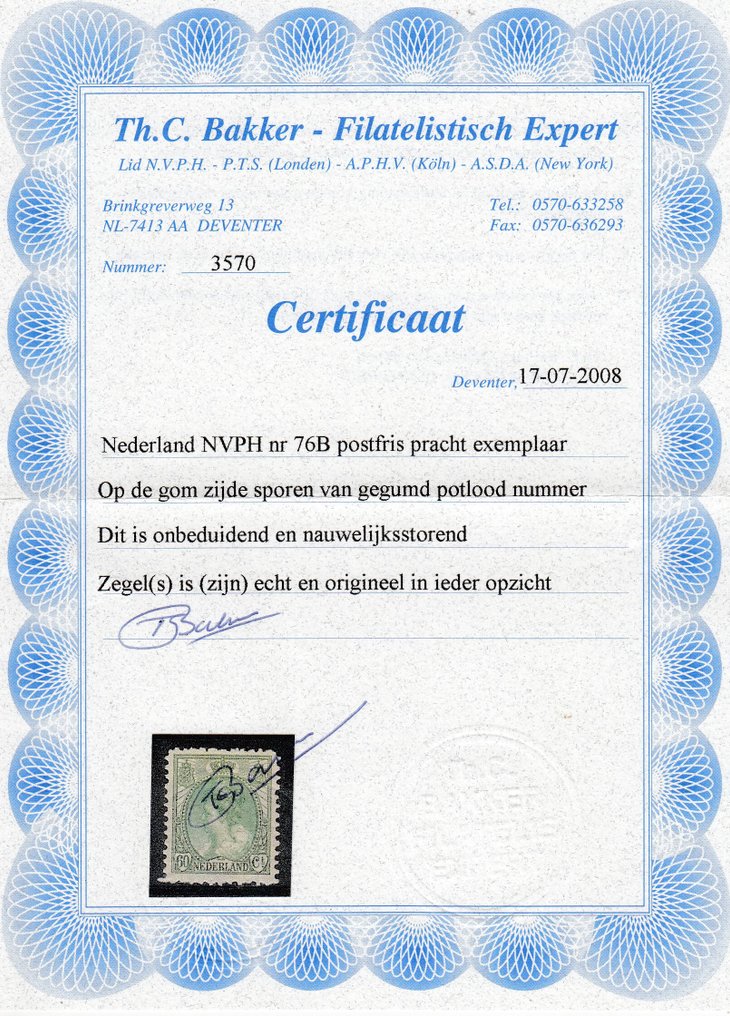 Th.C. Bakker - Filatelistisch Expert
Lid N.V.P.H. - P.T.S. (Londen) - A.P.H.V. (Köln) - A.S.D.A. (New York)
Brinkgreverweg 13
Tel.: 0570-633258
NL-7413 AA DEVENTER
Fax: 0570-636293
Nummer: 3570
Certificaat
Deventer, 17-07-2008
Nederland NVPH nr 76B postfris pracht exemplaar
Op de gom zijde sporen van gegumd potlood nummer
Dit is onbeduidend en nauwelijksstorend
Zegel(s) is (zijn) echt en origineel in ieder opzicht
60 NEDERLAND Ct